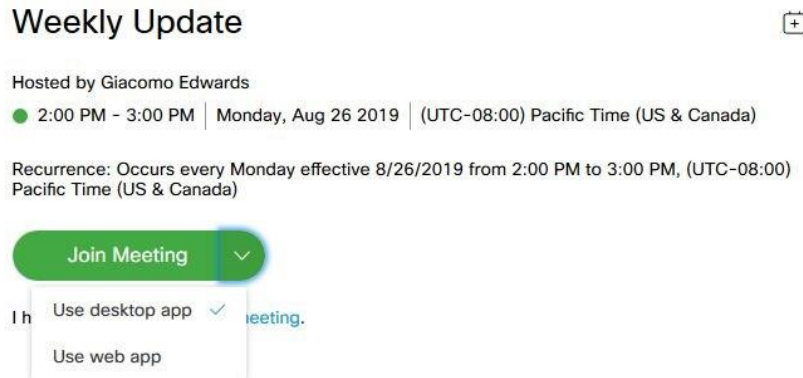 Weekly Update
Hosted by Giacomo Edwards
2:00 PM - 3:00 PM | Monday, Aug 26 2019 | (UTC-08:00) Pacific Time (US & Canada)
Recurrence: Occurs every Monday effective 8/26/2019 from 2:00 PM to 3:00 PM, (UTC-08:00)
Pacific Time (US & Canada)
Join Meeting
I h
Use desktop app
Use web app